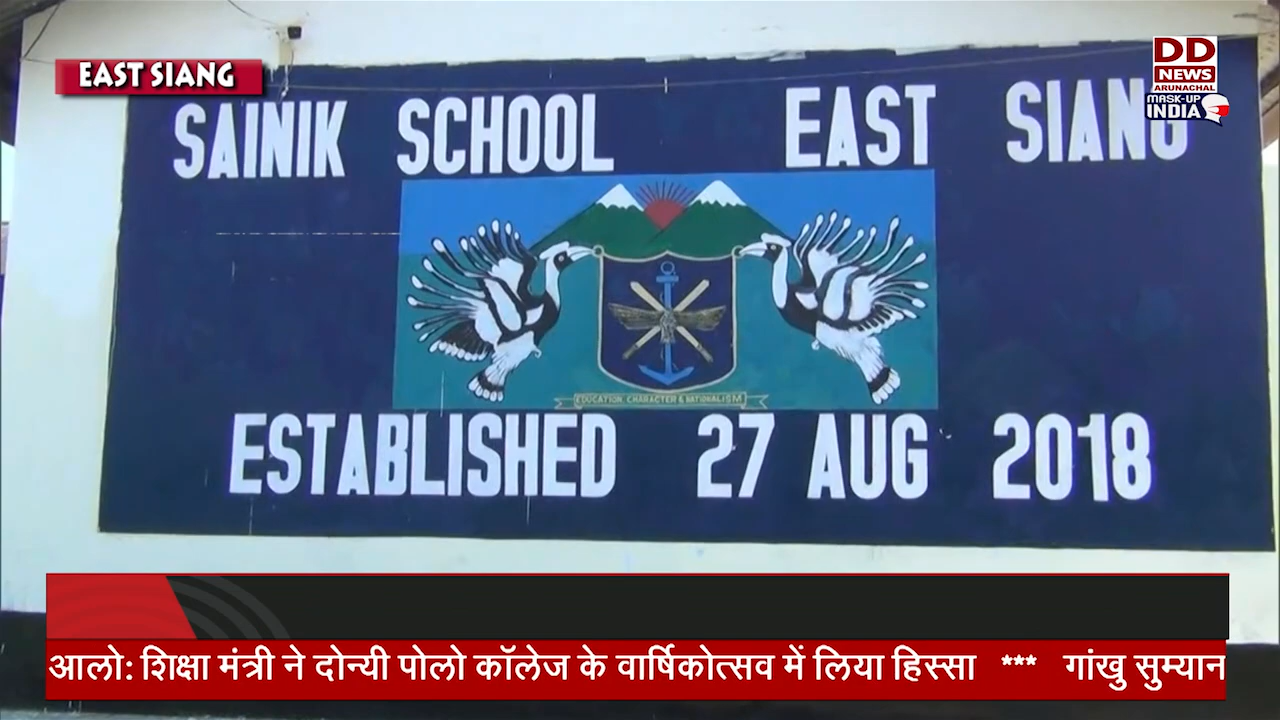 EAST SIANG
DD
NEWS
ARUNACHAL
MASK-UP
INDIA
SAINIK SCHOOL EAST SIANG
EDUCATION, CHARACTER & NATIONALISM
ESTABLISHED 27 AUG 2018
आलो: शिक्षा मंत्री ने दोन्यी पोलो कॉलेज के वार्षिकोत्सव में लिया हिस्सा *** गांखु सुम्यान